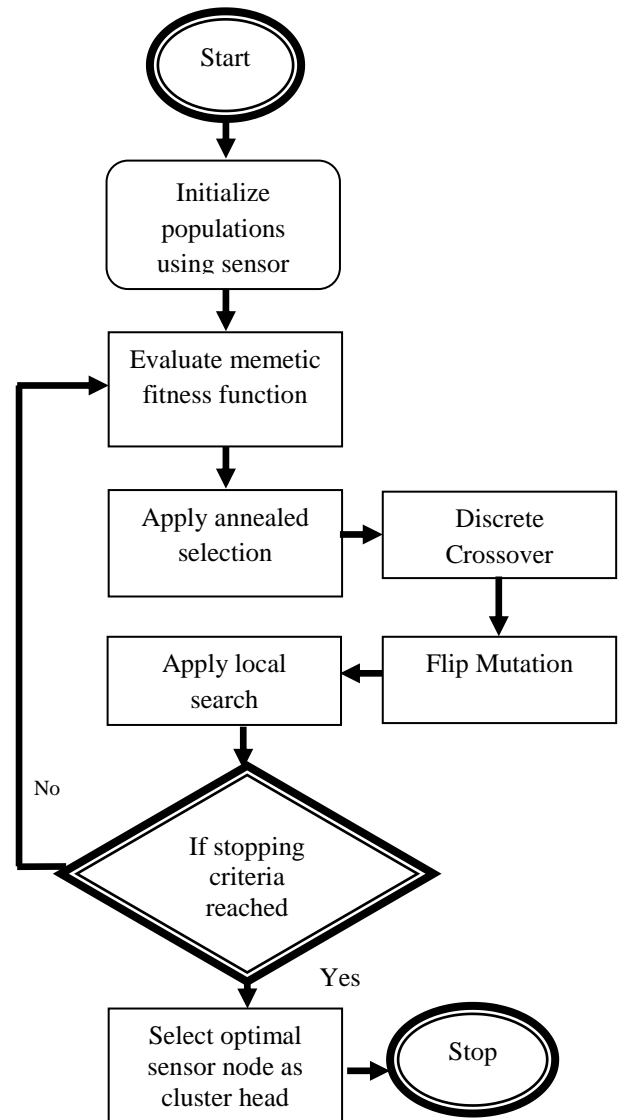 Start
Initialize
populations
using sensor
Evaluate memetic
fitness function
Apply annealed
selection
Discrete
Crossover
Flip Mutation
Apply local
search
No
If stopping
criteria
reached
Yes
Select optimal
sensor node as
cluster head
Stop